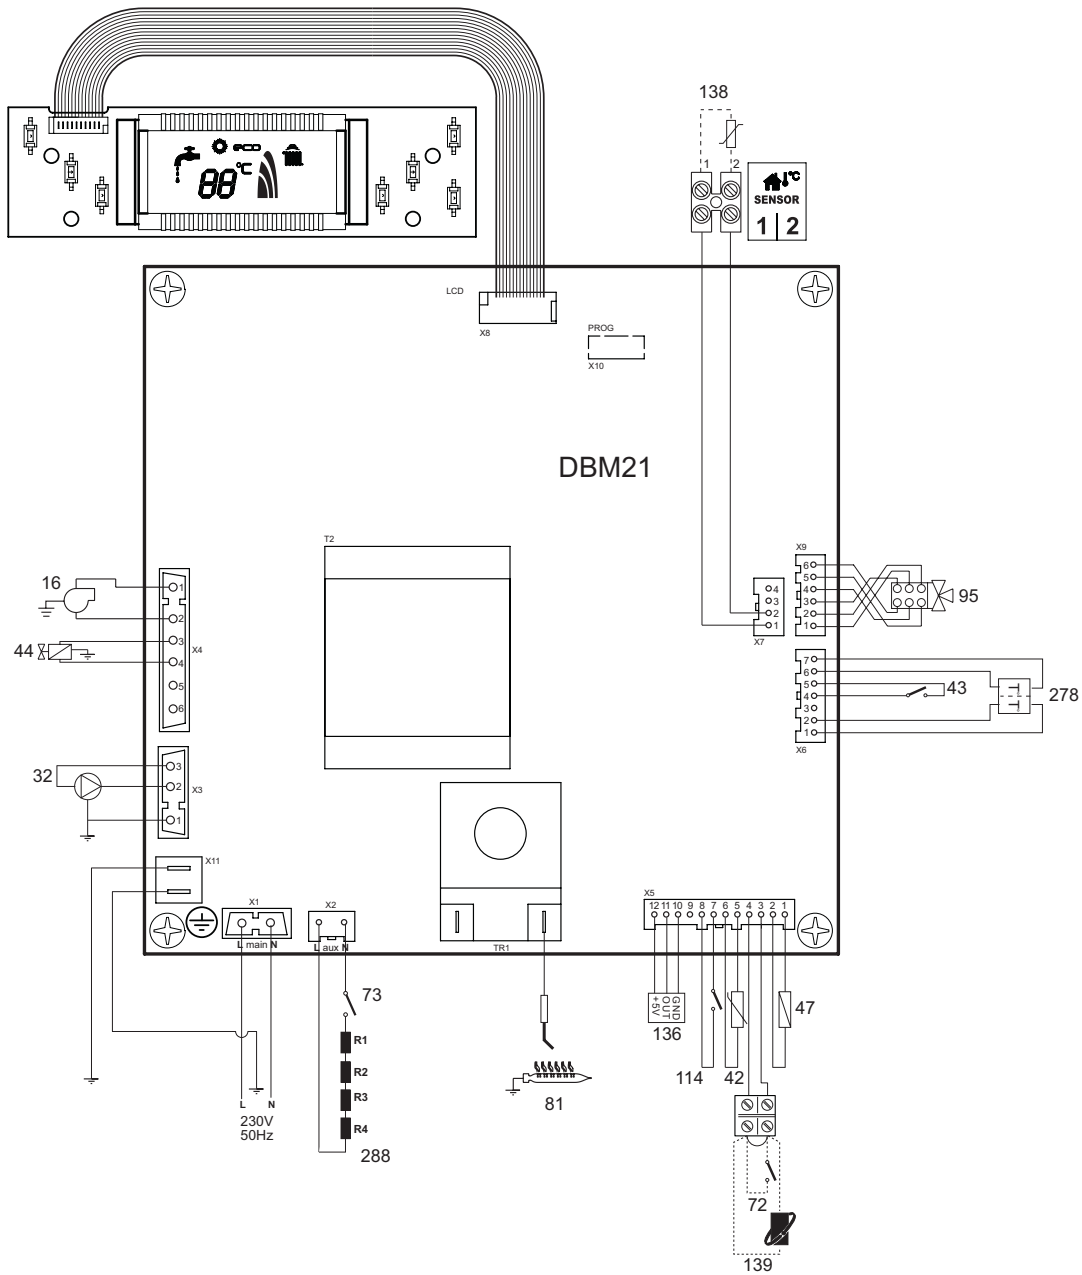 138
eco
88 °C
1 2
°C
SENSOR
1 2
LCD
X8
PROG
X10
DBM21
T2
X9
6
5
4
3
2
1
95
4
3
2
1
X7
16
1
2
44
3
X4
4
5
6
7
6
5
4
3
2
1
43
278
X6
32
3
2
X3
1
X11
X1
L main N
X2
L aux N
TR1
X5
12 11 10 9 8 7 6 5 4 3 2 1
73
R1
R2
R3
R4
288
+5V
OUT
GND
136
114
42
47
L N
230V
50Hz
81
72
139